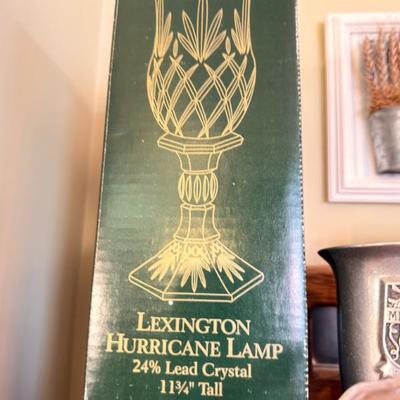 LEXINGTON
HURRICANE LAMP
24% Lead Crystal
11¾" Tall